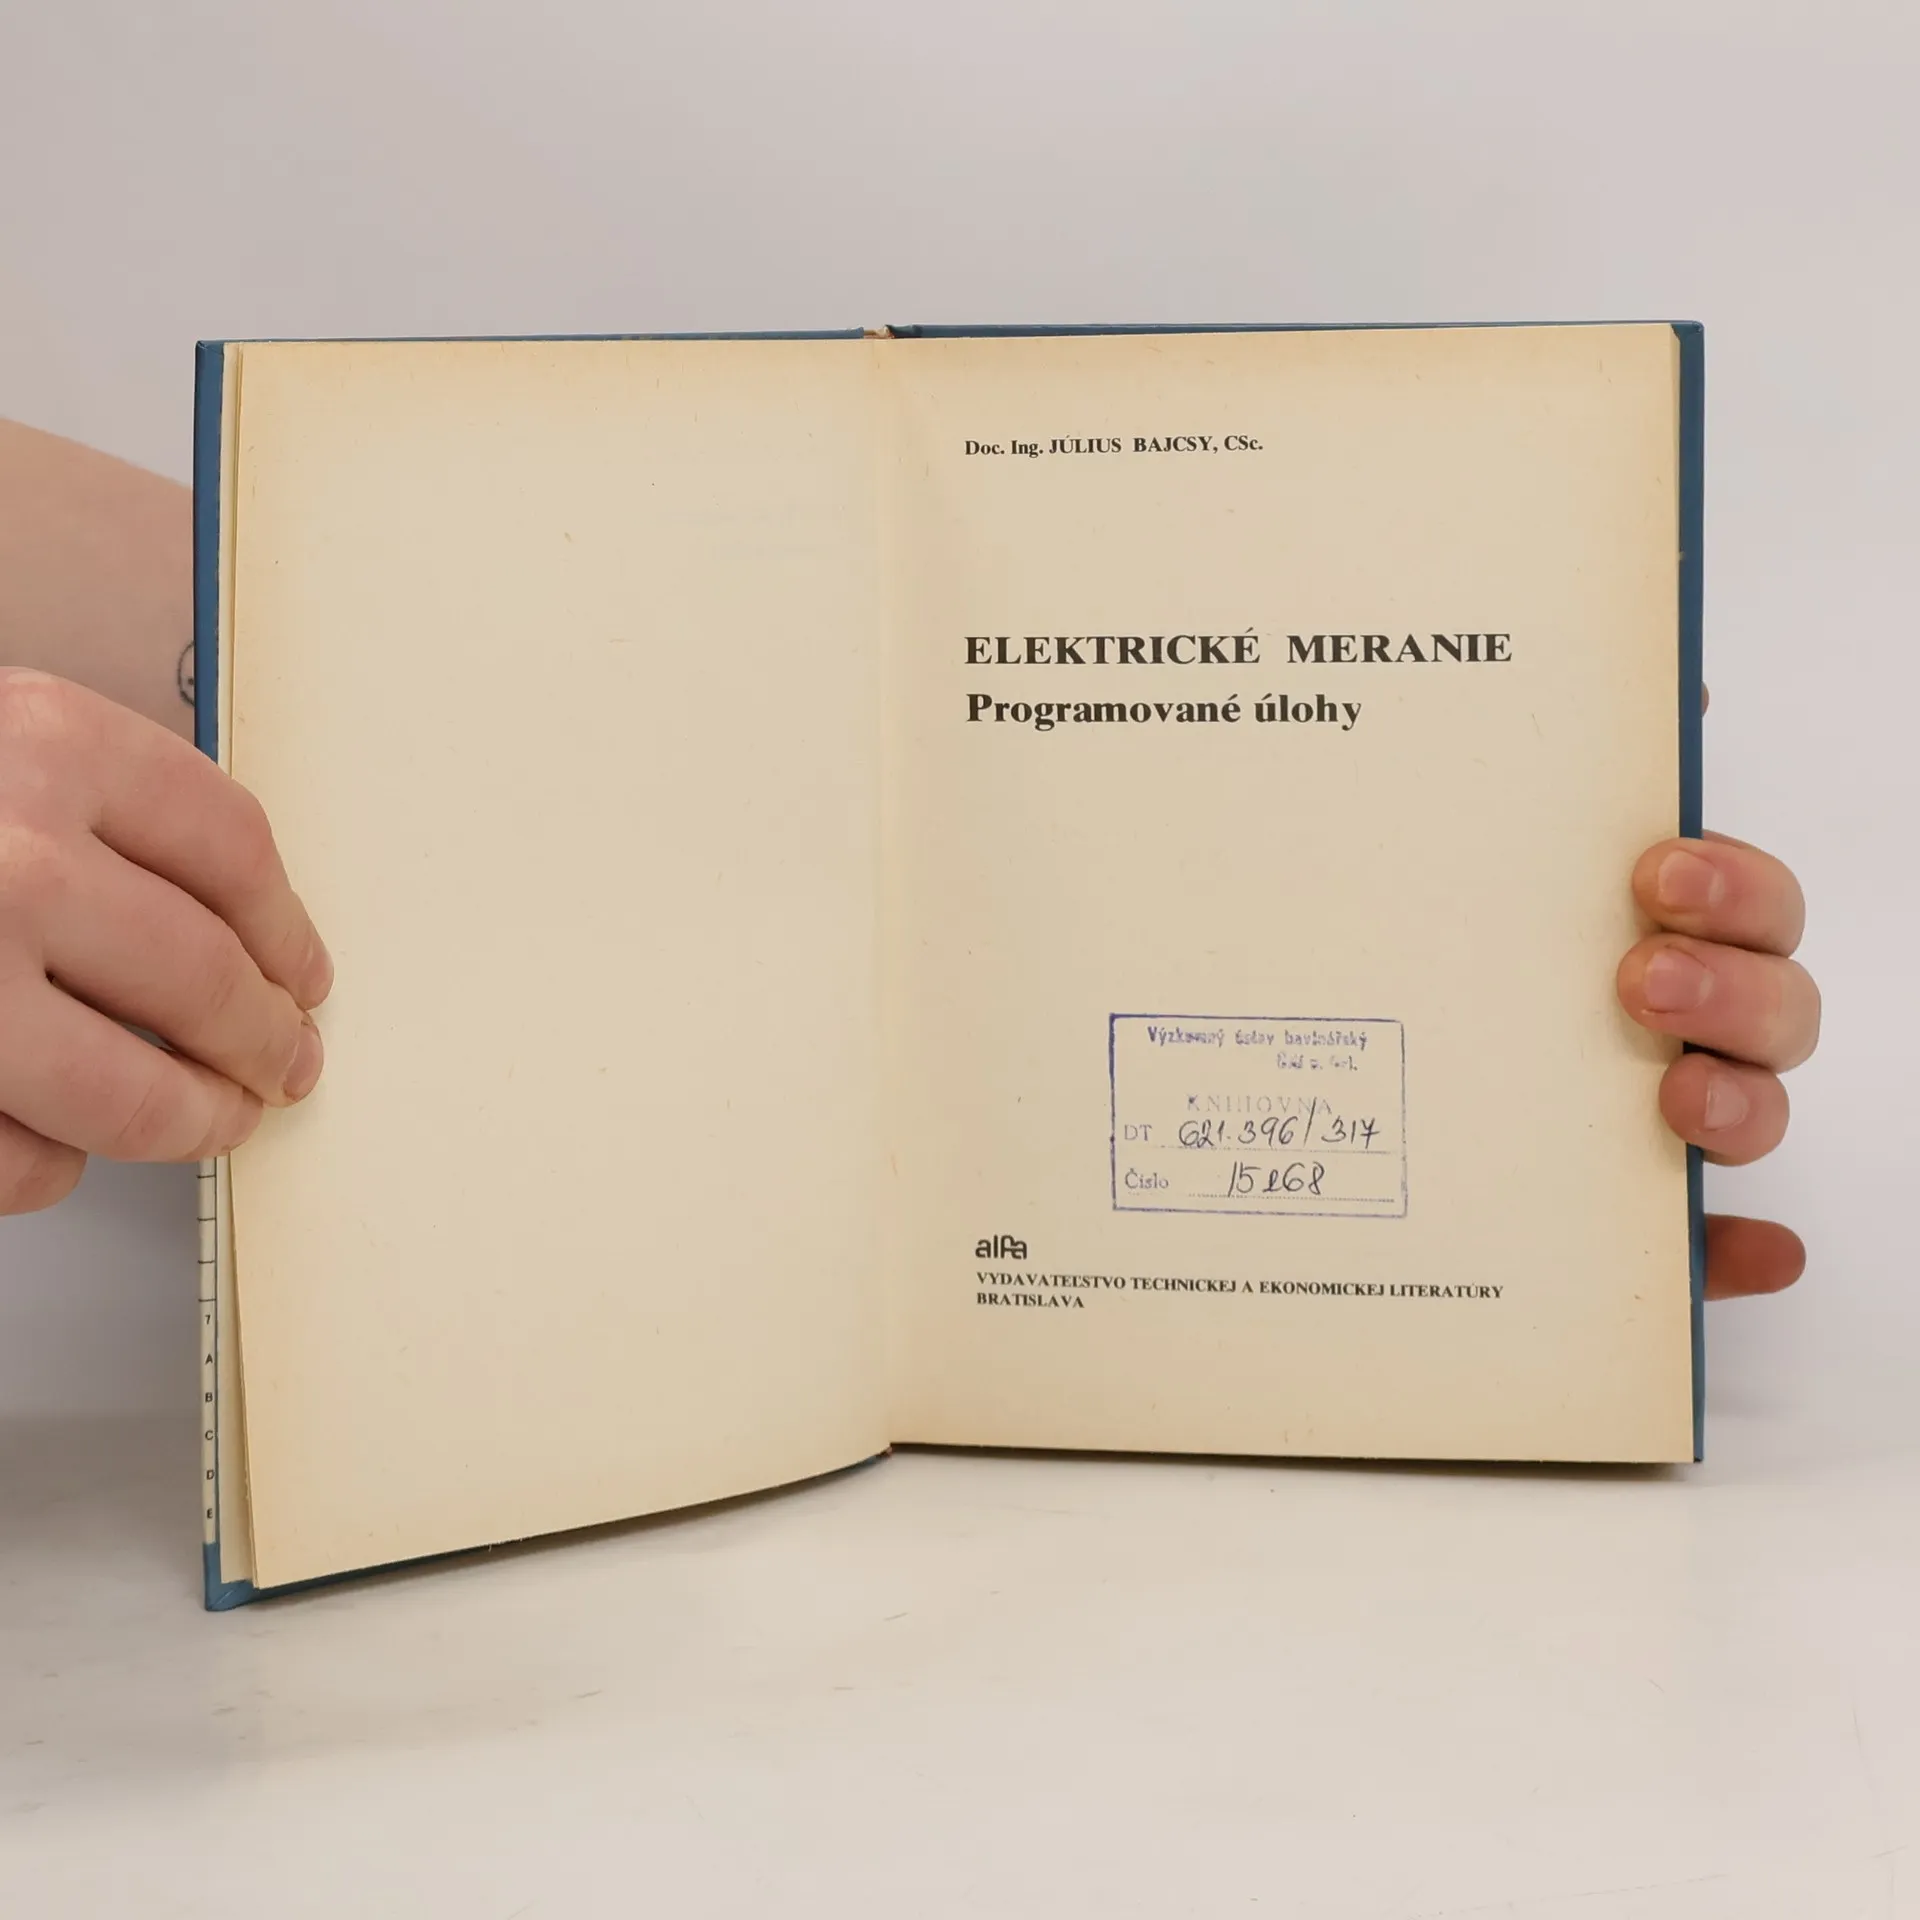 Doc. Ing. JÚLIUS BAJCSY, CSc.
ELEKTRICKÉ MERANIE
Programované úlohy
Výzkumný ústav bavlnářský
KNIHOVNA
DT 621.396/317
Číslo
alfa
VYDAVATEĽSTVO TECHNICKEJ A EKONOMICKEJ LITERATÚRY
BRATISLAVA
7
A
B
C
D
E